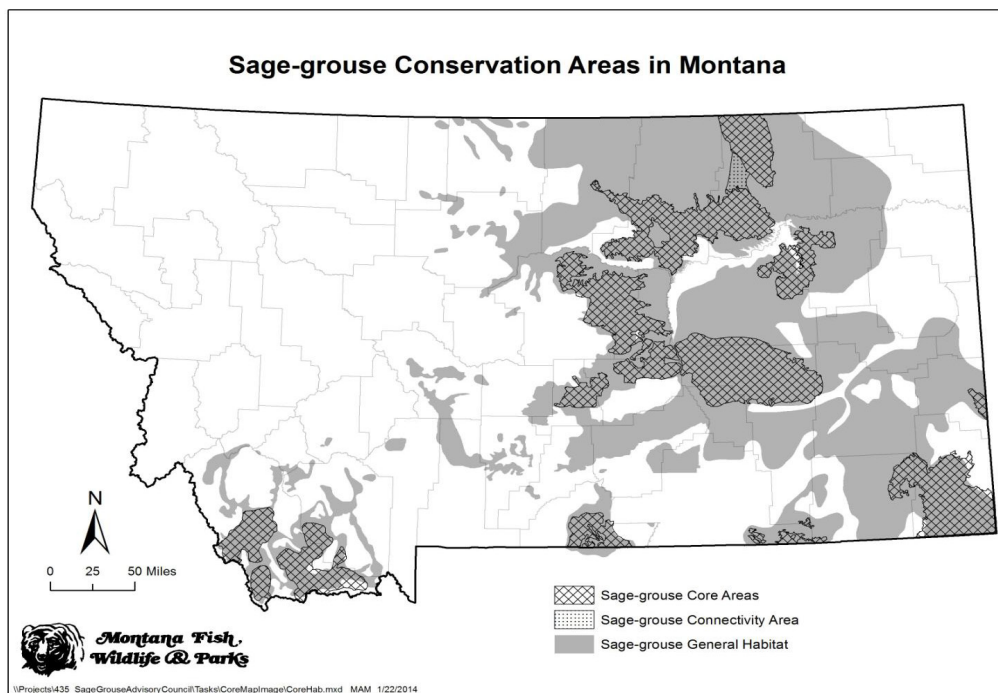 Sage-grouse Conservation Areas in Montana
N
0 25 50 Miles
Sage-grouse Core Areas
Sage-grouse Connectivity Area
Sage-grouse General Habitat
Montana Fish,
Wildlife & Parks
\\Projects\435_SageGrouseAdvisoryCouncil\Tasks\CoreMapImage\CoreHab.mxd MAM 1/22/2014